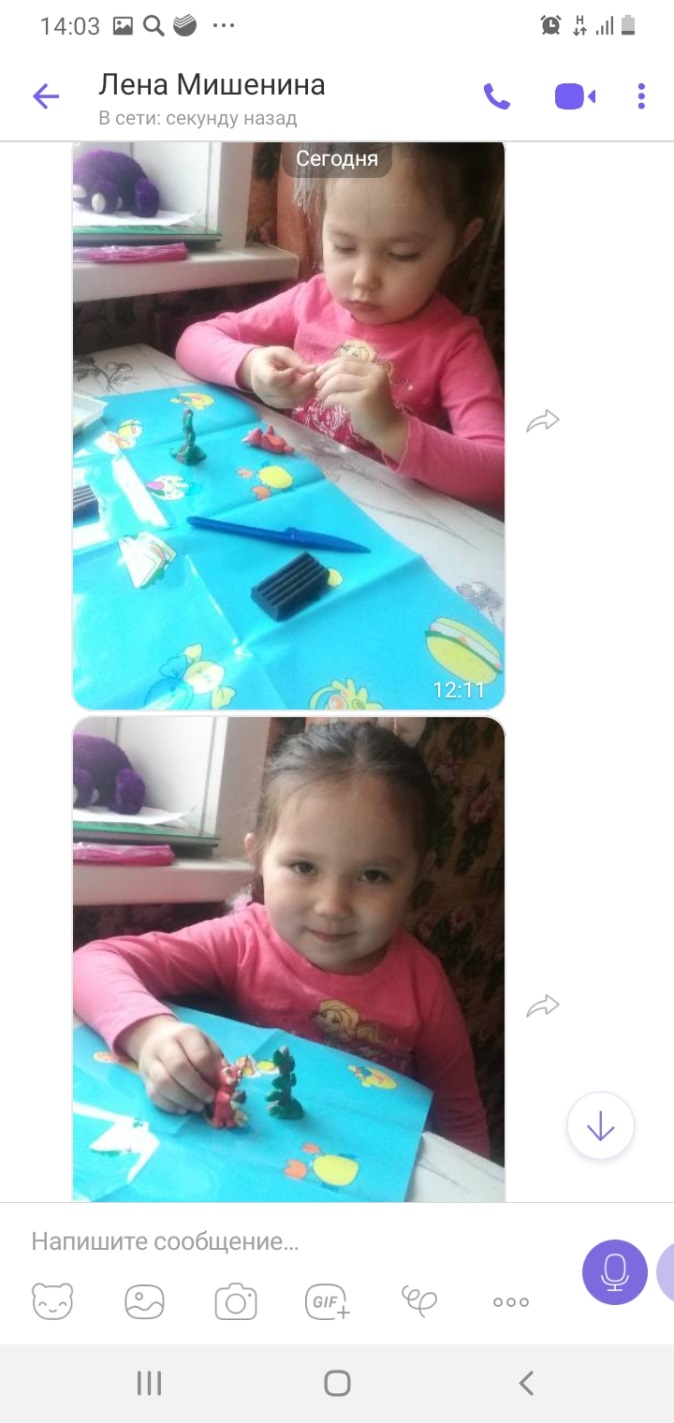 14:03
H
Лена Мишенина
В сети: секунду назад
Сегодня
12:11
Напишите сообщение...
GIF